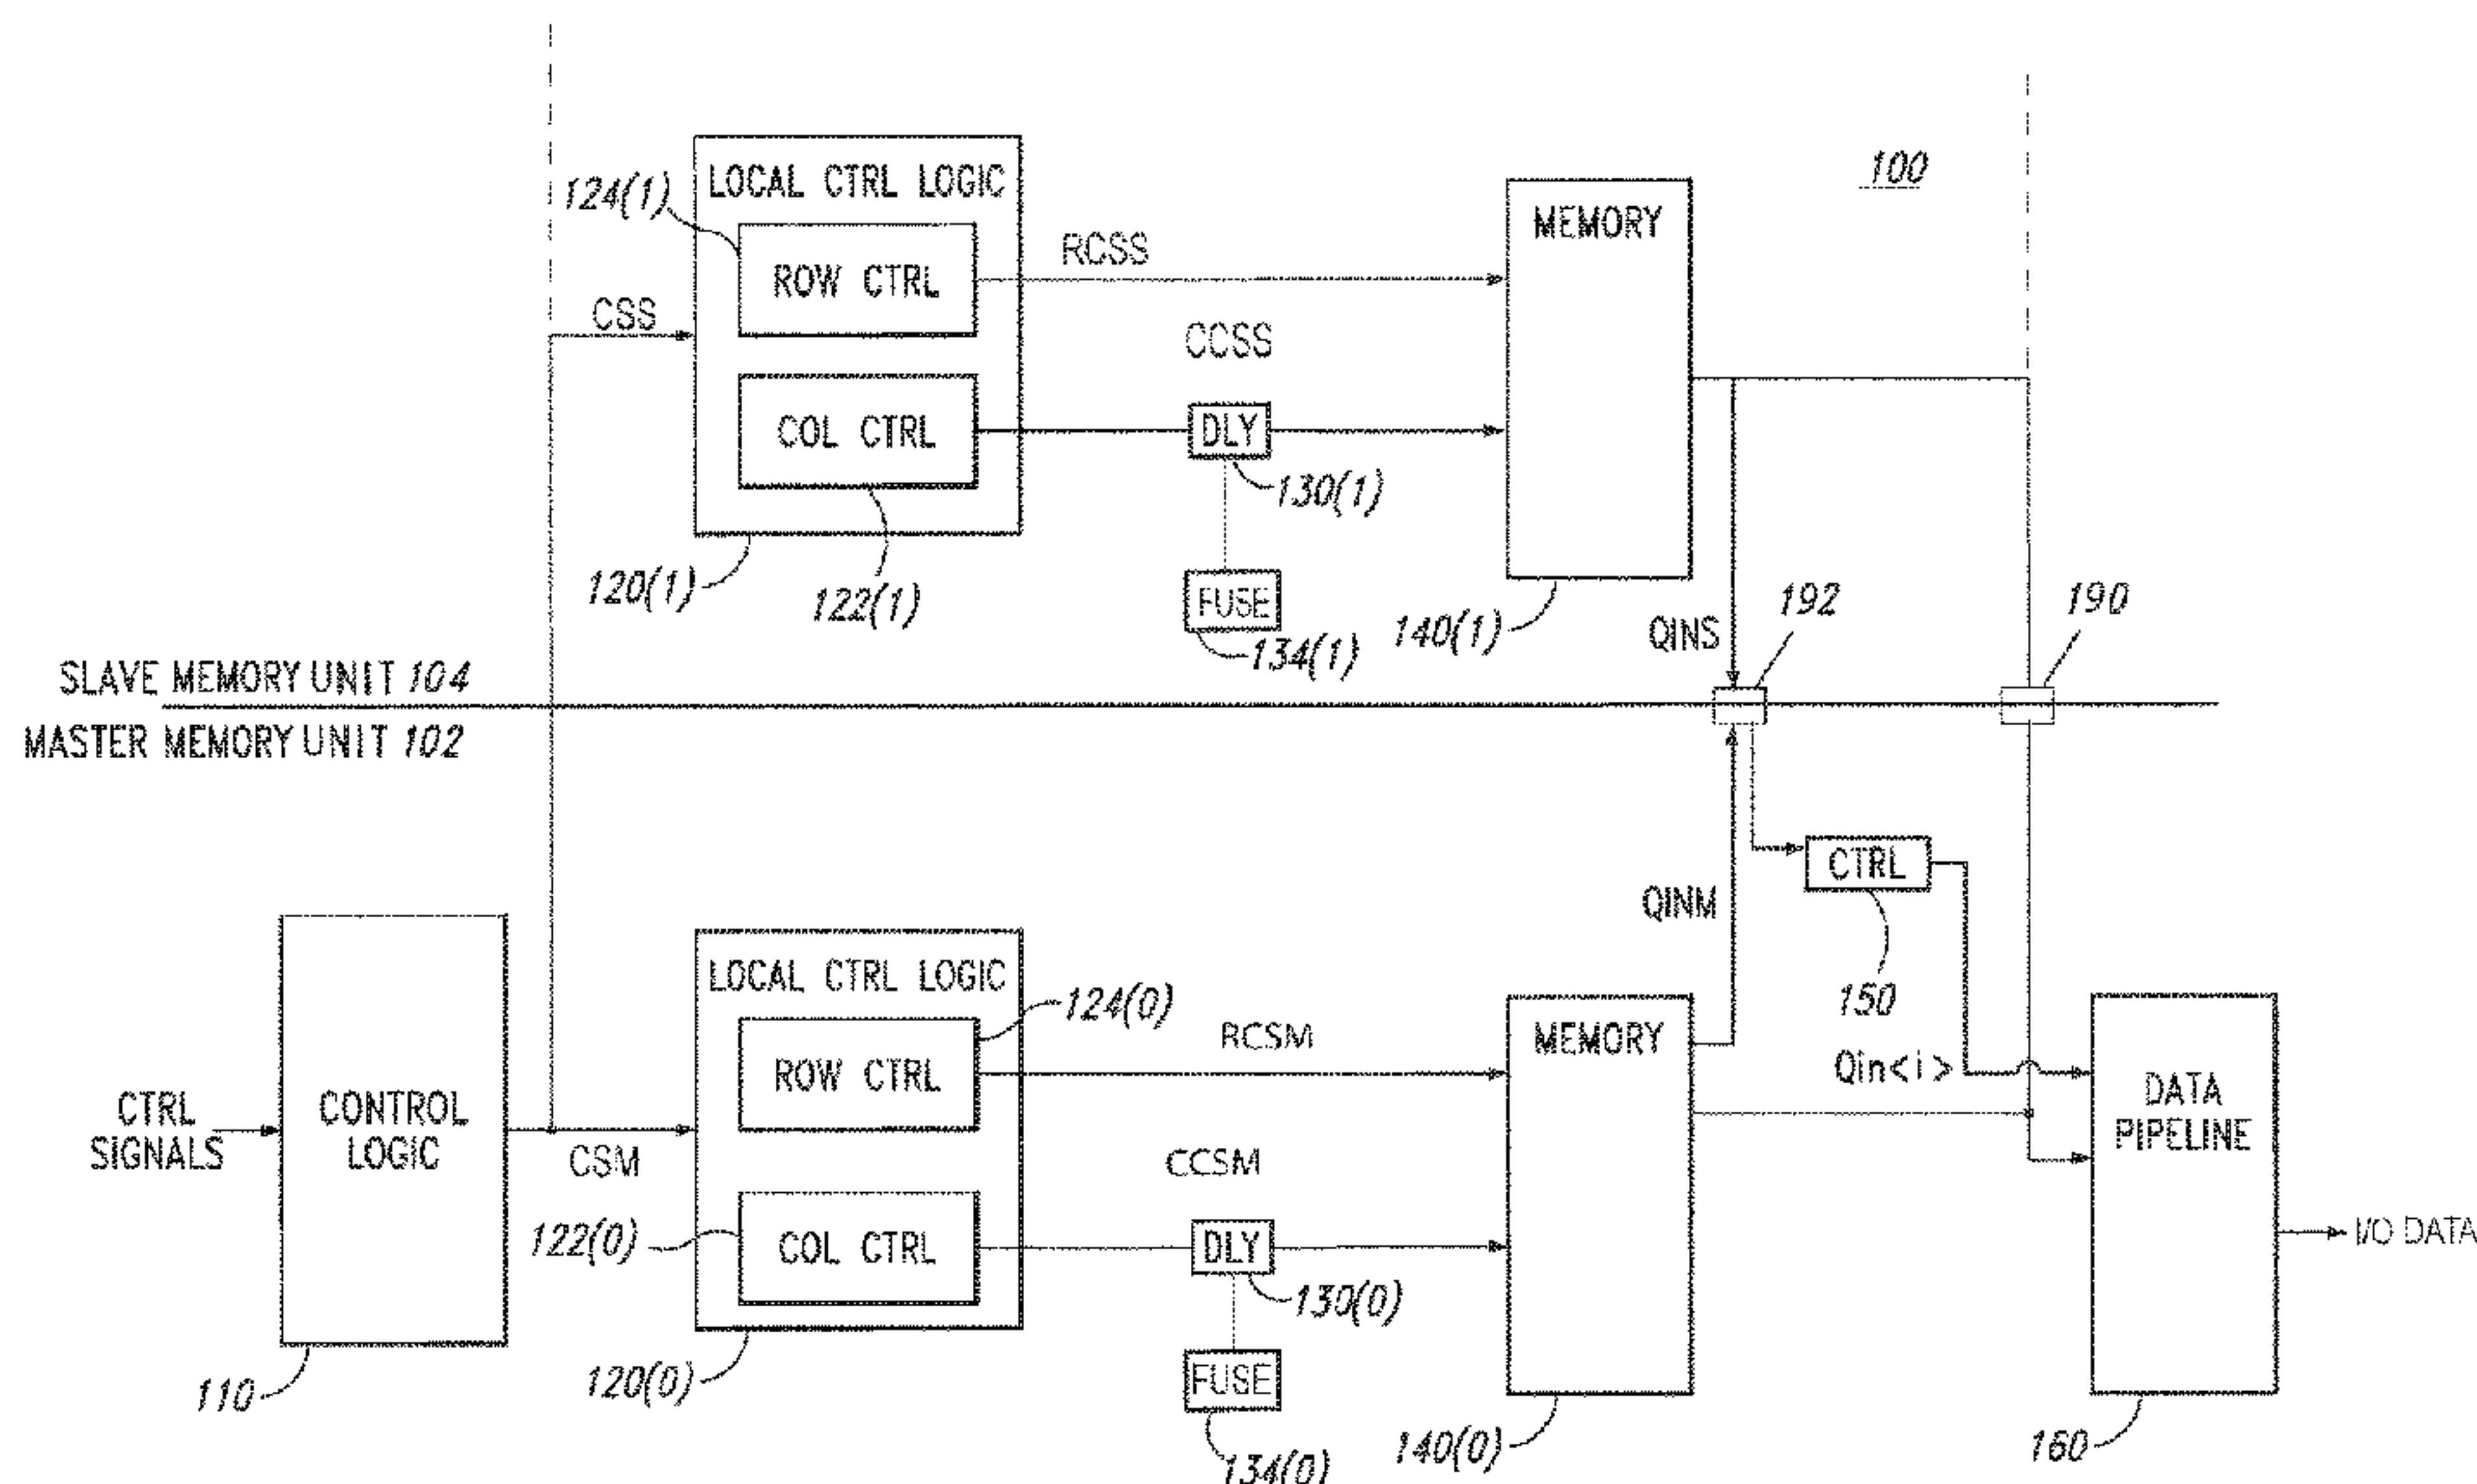 100
LOCAL CTRL LOGIC
124(1)
ROW CTRL
RCSS
MEMORY
CSS
CCSS
COL CTRL
DLY
130(1)
120(1)
122(1)
FUSE
134(1)
140(1)
QINS
192
190
SLAVE MEMORY UNIT 104
MASTER MEMORY UNIT 102
CTRL
150
QINM
Qin<i>
LOCAL CTRL LOGIC
124(0)
ROW CTRL
RCSM
MEMORY
CTRL
SIGNALS
CONTROL
LOGIC
CSM
CCSM
DATA
PIPELINE
122(0)
COL CTRL
DLY
130(0)
I/O DATA
110
120(0)
FUSE
134(0)
140(0)
160